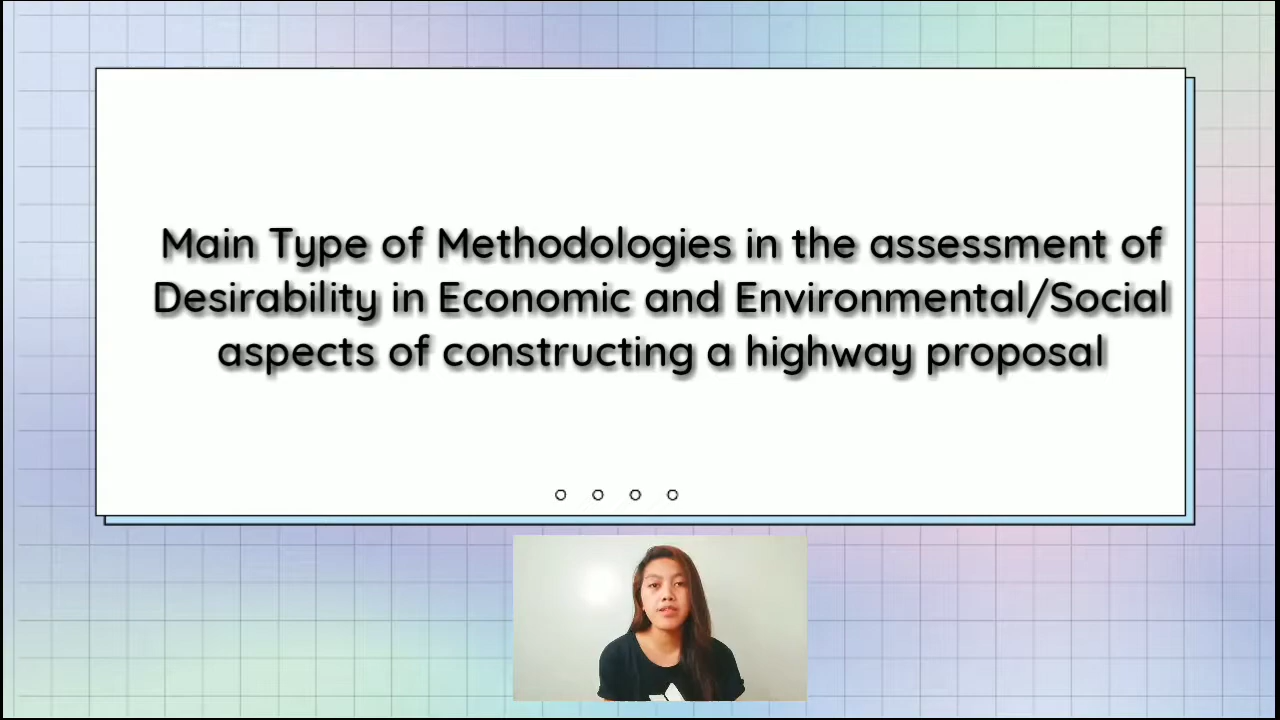 Main Type of Methodologies in the assessment of
Desirability in Economic and Environmental/Social
aspects of constructing a highway proposal